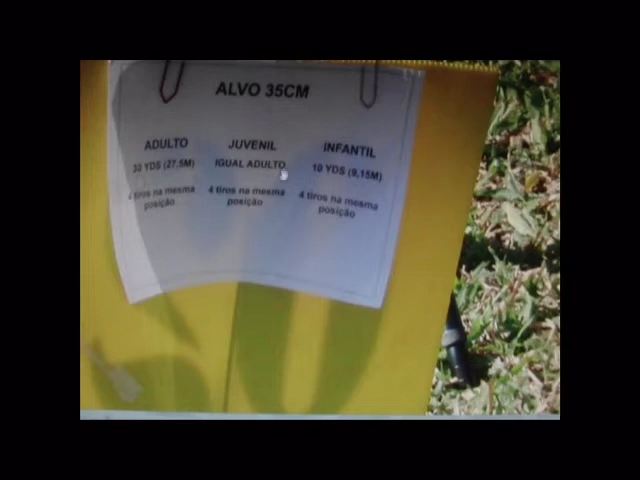 ALVO 35CM
ADULTO JUVENIL INFANTIL
30 YDS (27,5M) IGUAL ADULTO 10 YDS (9,15M)
4 tiros na mesma posição
4 tiros na mesma posição
4 tiros na mesma posição